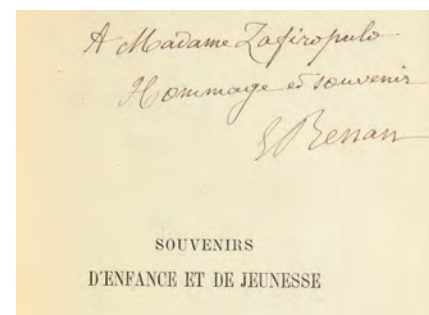 A Madame Zafiropulo
Hommage et souvenir
E Renan
SOUVENIRS
D'ENFANCE ET DE JEUNESSE